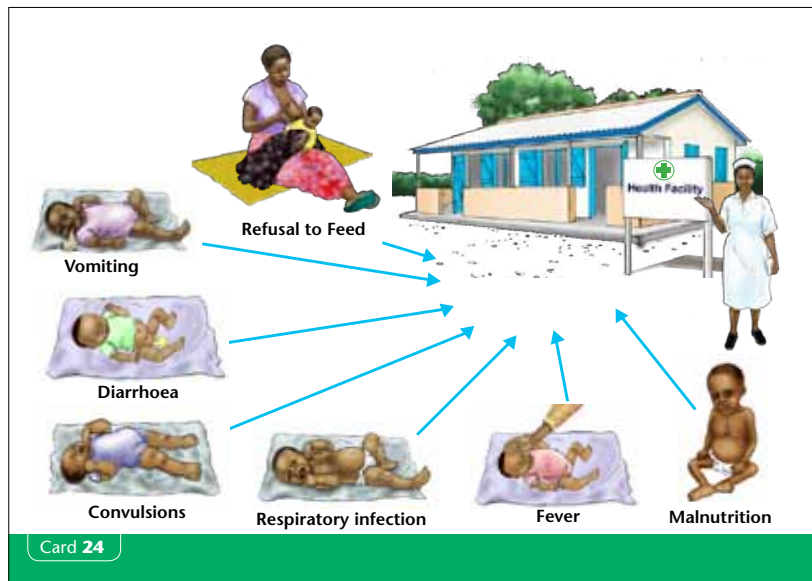 Health Facility
Refusal to Feed
Vomiting
Diarrhoea
Convulsions
Respiratory infection
Fever
Malnutrition
Card 24